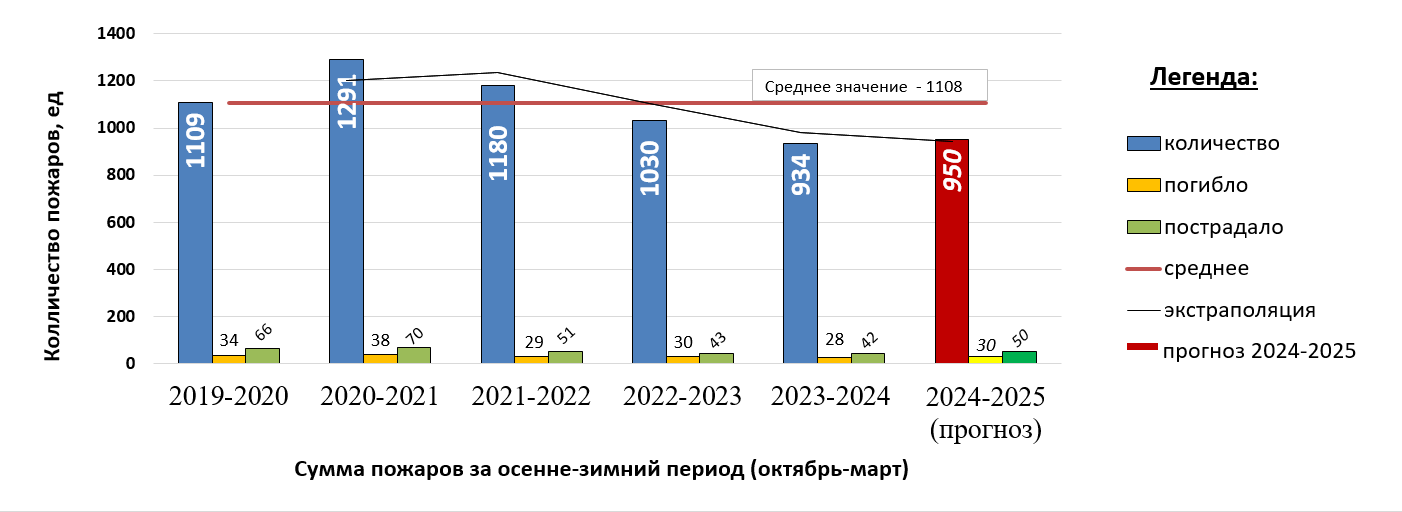 Колличество пожаров, ед
1400
1200
1000
800
600
400
200
0
Среднее значение - 1108
1109
34
66
1291
38
70
1180
29
51
1030
30
43
934
28
42
950
30
50
2019-2020
2020-2021
2021-2022
2022-2023
2023-2024
2024-2025
(прогноз)
Сумма пожаров за осенне-зимний период (октябрь-март)
Легенда:
количество
погибло
пострадало
среднее
экстраполяция
прогноз 2024-2025